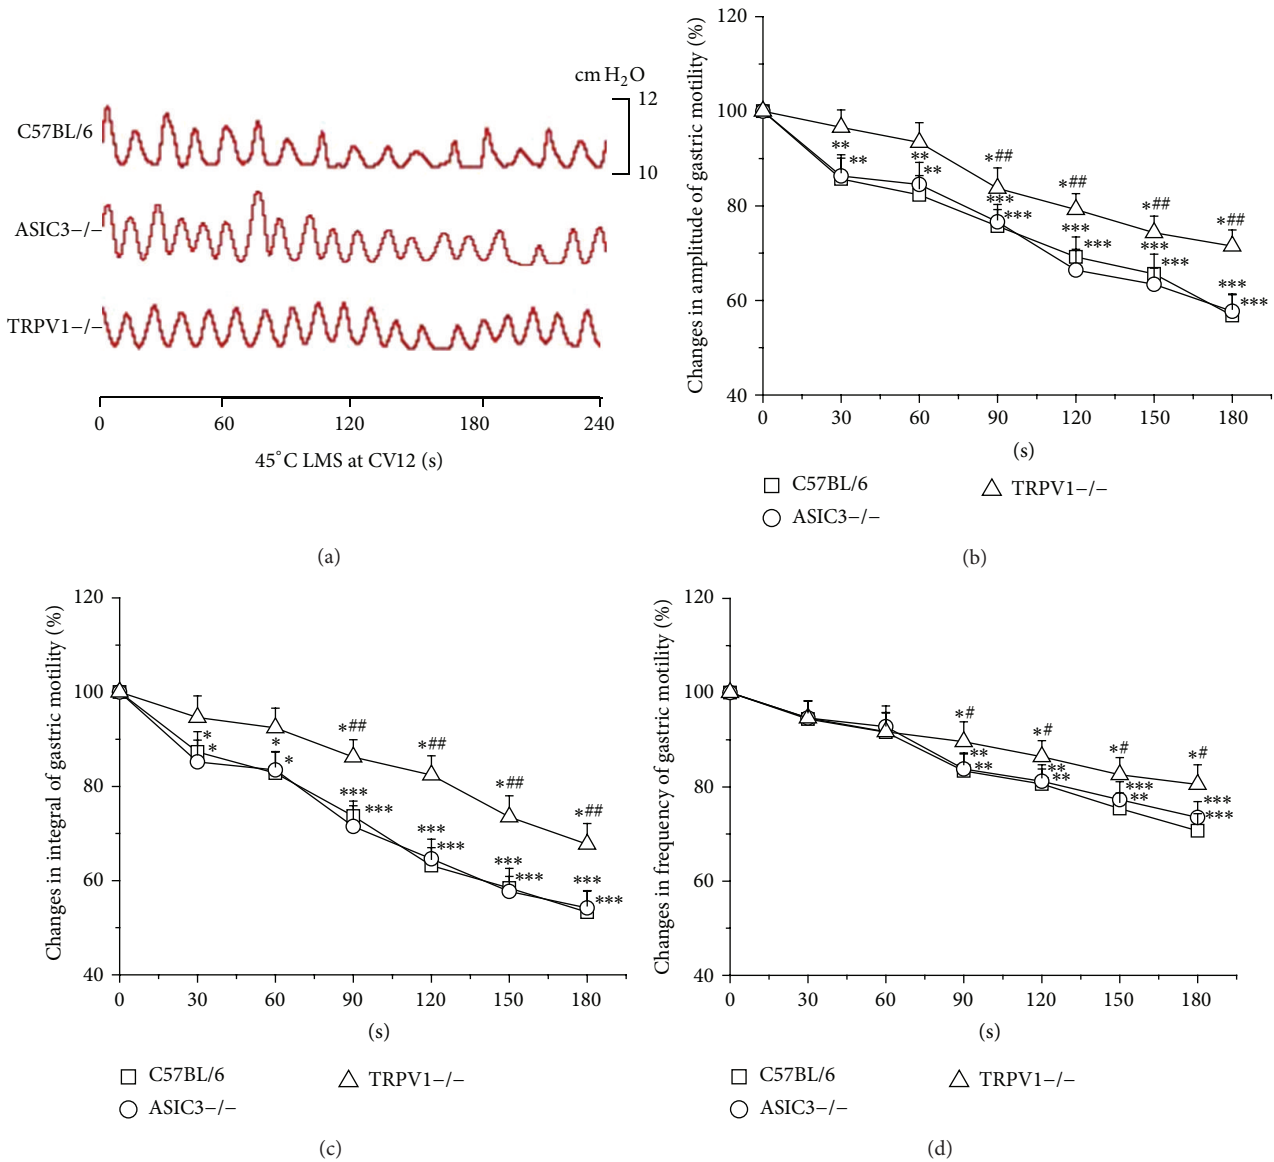 cm H₂O
12
10
C57BL/6
ASIC3−/−
TRPV1−/−
0 60 120 180 240
45°C LMS at CV12 (s)
(a)
Changes in amplitude of gastric motility (%)
120
100
80
60
40
** ** ** ** *## *** *** *## *** *** *## *** *** *## *** ***
0 30 60 90 120 150 180
(s)
C57BL/6 TRPV1−/−
ASIC3−/−
(b)
Changes in integral of gastric motility (%)
120
100
80
60
40
* * * * *## *** *** *## *** *** *## *** *** *## *** ***
0 30 60 90 120 150 180
(s)
C57BL/6 TRPV1−/−
ASIC3−/−
(c)
Changes in frequency of gastric motility (%)
120
100
80
60
40
*# ** ** *# ** ** *# *** ** *# *** ***
0 30 60 90 120 150 180
(s)
C57BL/6 TRPV1−/−
ASIC3−/−
(d)